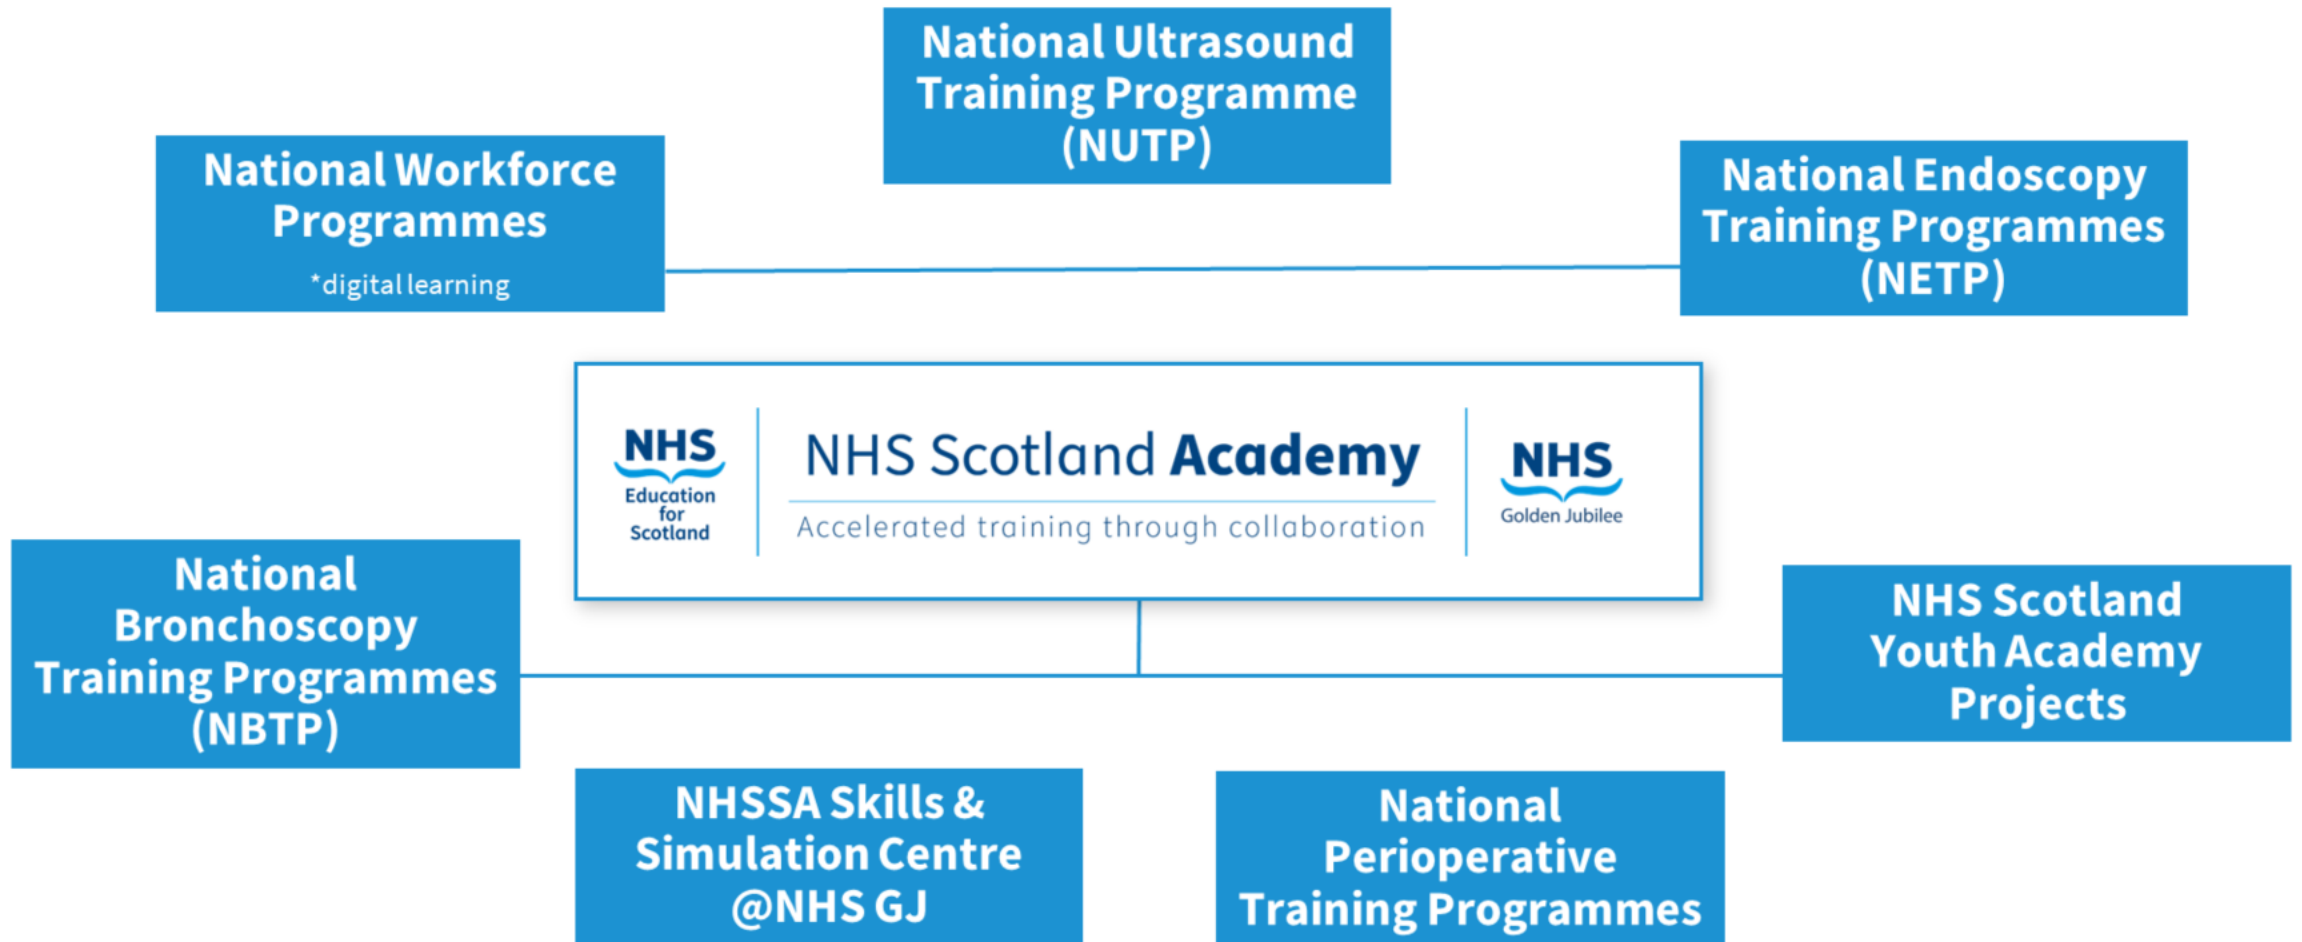 National Ultrasound
Training Programme
(NUTP)
National Workforce
Programmes
*digital learning
National Endoscopy
Training Programmes
(NETP)
NHS
Education
for
Scotland
NHS Scotland Academy
Accelerated training through collaboration
NHS
Golden Jubilee
National
Bronchoscopy
Training Programmes
(NBTP)
NHS Scotland
Youth Academy
Projects
NHSSA Skills &
Simulation Centre
@NHS GJ
National
Perioperative
Training Programmes